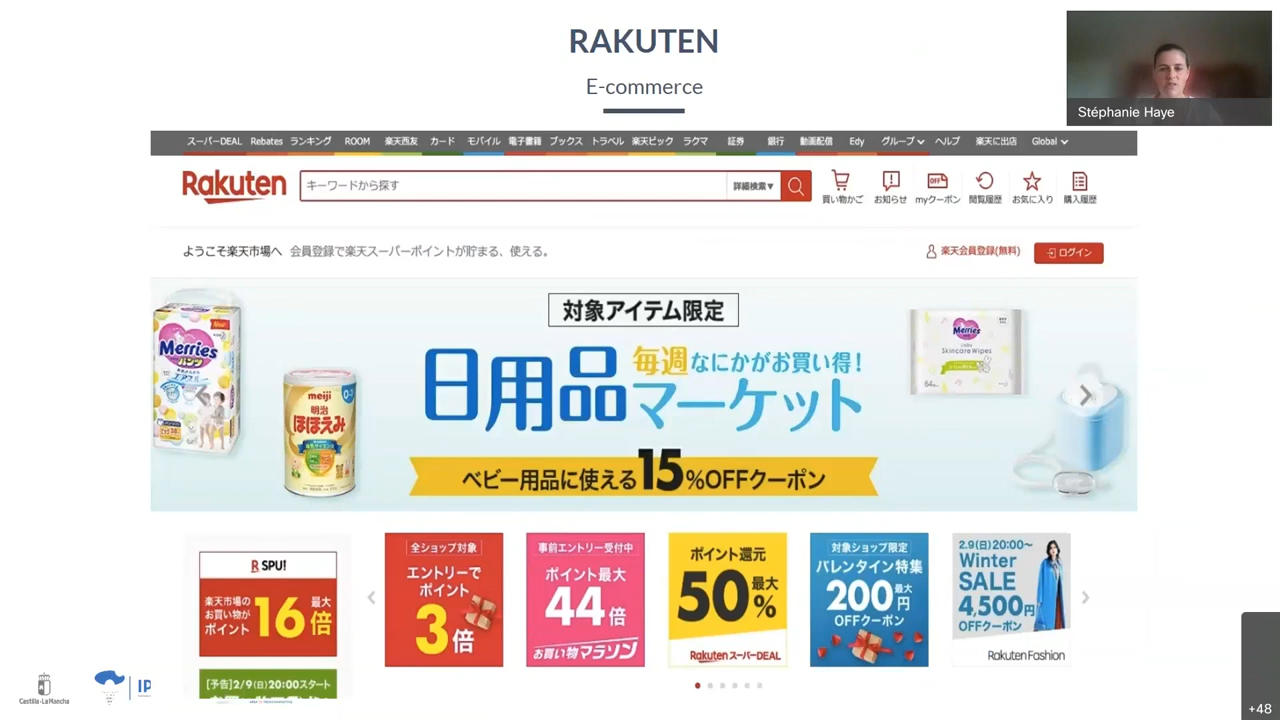 RAKUTEN
E-commerce
Stéphanie Haye
スーパーDEAL Rebates ランキング ROOM 楽天西友 カード モバイル 電子書籍 ブックス トラベル 楽天ビック ラクマ 証券 銀行 動画配信 Edy グループ ヘルプ 楽天に出店 Global
Rakuten キーワードから探す 詳細検索▼
買い物かご お知らせ myクーポン 閲覧履歴 お気に入り 購入履歴
OFF
ようこそ楽天市場へ 会員登録で楽天スーパーポイントが貯まる、使える。 楽天会員登録(無料) ログイン
対象アイテム限定
日用品 毎週なにかがお買い得!
マーケット
ベビー用品に使える15%OFFクーポン
Merries
パンツ
meiji
明治
ほほえみ
Merries
Skincare Wipes
R SPU!
楽天市場の
お買い物が
ポイント
最大
16倍
[予告]2/9(日)20:00スタート
全ショップ対象
エントリーで
ポイント
3倍
事前エントリー受付中
ポイント最大
44倍
お買い物マラソン
ポイント還元
50%
最大
Rakuten スーパーDEAL
対象ショップ限定
バレンタイン特集
200円
最大
OFFクーポン
2.9(日)20:00～
Winter
SALE
4,500円
OFFクーポン
Rakuten Fashion
Castilla-La Mancha
IP
+48